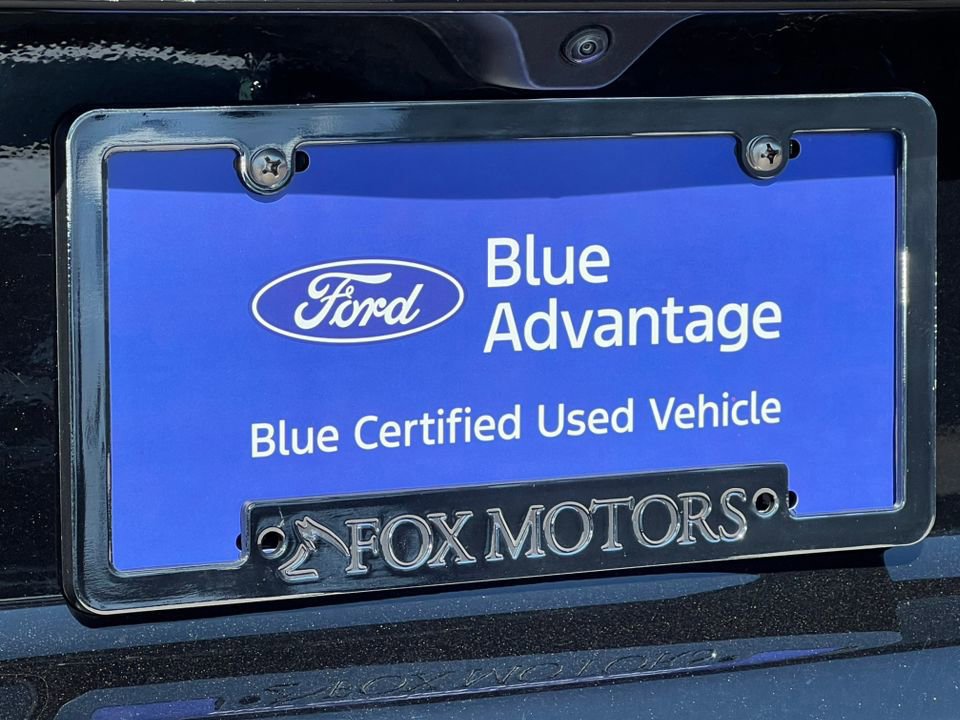 Ford
Blue
Advantage
Blue Certified Used Vehicle
FOX MOTORS